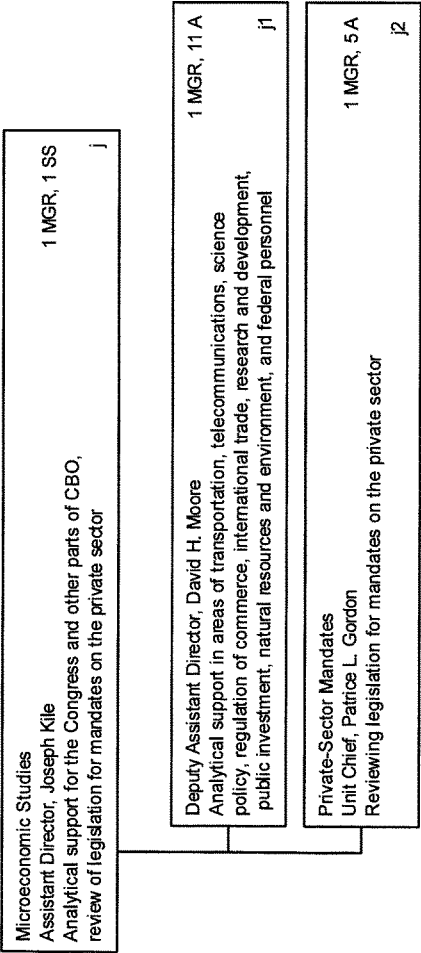 Microeconomic Studies
Assistant Director, Joseph Kile
Analytical support for the Congress and other parts of CBO,
review of legislation for mandates on the private sector
1 MGR, 1 SS
j
Deputy Assistant Director, David H. Moore
Analytical support in areas of transportation, telecommunications, science
policy, regulation of commerce, international trade, research and development,
public investment, natural resources and environment, and federal personnel
1 MGR, 11 A
j1
Private-Sector Mandates
Unit Chief, Patrice L. Gordon
Reviewing legislation for mandates on the private sector
1 MGR, 5 A
j2